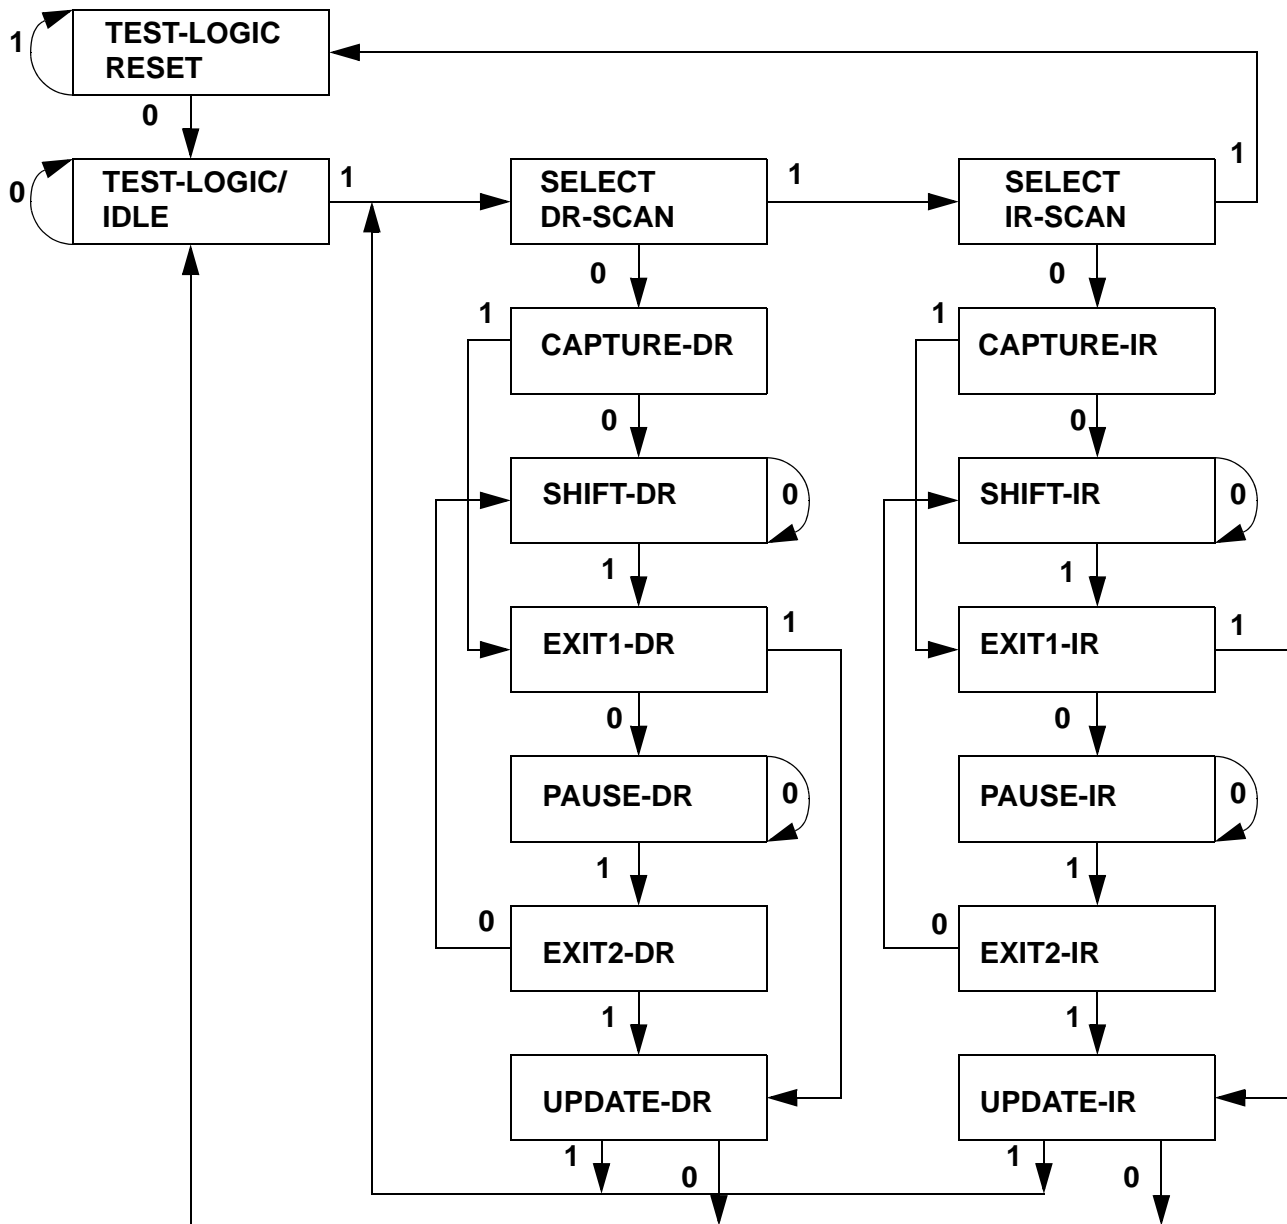 1
TEST-LOGIC
RESET
0
0
TEST-LOGIC/
IDLE
1
SELECT
DR-SCAN
1
SELECT
IR-SCAN
1
0
0
1
CAPTURE-DR
1
CAPTURE-IR
0
0
SHIFT-DR
0
SHIFT-IR
0
1
1
EXIT1-DR
1
EXIT1-IR
1
0
0
PAUSE-DR
0
PAUSE-IR
0
1
1
0
EXIT2-DR
0
EXIT2-IR
1
1
UPDATE-DR
UPDATE-IR
1
0
1
0